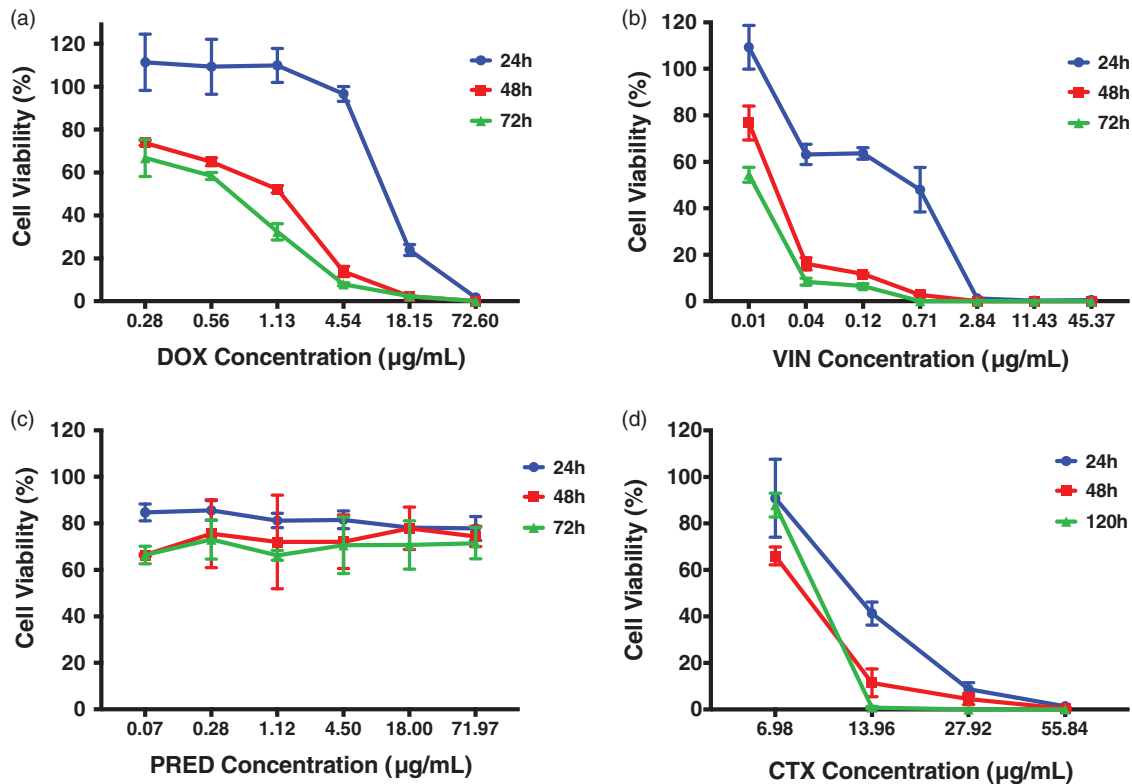 (a)
120
100
80
60
40
20
0
Cell Viability (%)
24h
48h
72h
0.28 0.56 1.13 4.54 18.15 72.60
DOX Concentration (µg/mL)
(b)
120
100
80
60
40
20
0
Cell Viability (%)
24h
48h
72h
0.01 0.04 0.12 0.71 2.84 11.43 45.37
VIN Concentration (µg/mL)
(c)
120
100
80
60
40
20
0
Cell Viability (%)
24h
48h
72h
0.07 0.28 1.12 4.50 18.00 71.97
PRED Concentration (µg/mL)
(d)
120
100
80
60
40
20
0
Cell Viability (%)
24h
48h
120h
6.98 13.96 27.92 55.84
CTX Concentration (µg/mL)